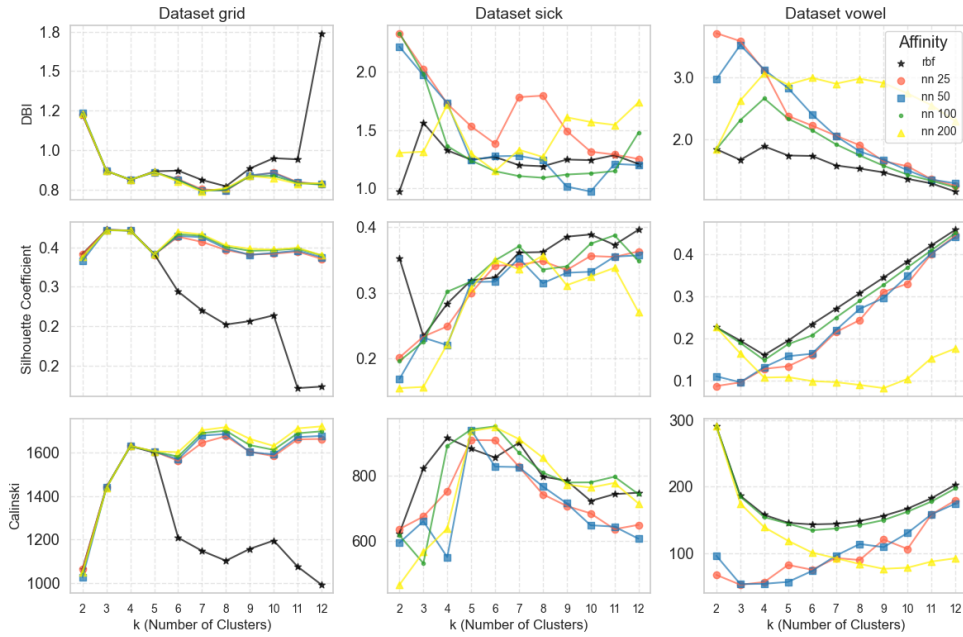 Dataset grid
Dataset sick
Dataset vowel
DBI
1.8
1.5
1.2
1.0
0.8
0.8
2.0
1.5
1.0
3.0
2.0
Affinity
rbf
nn 25
nn 50
nn 100
nn 200
Silhouette Coefficient
0.4
0.3
0.2
0.2
0.4
0.3
0.2
0.4
0.3
0.2
0.1
Calinski
1600
1400
1200
1000
800
600
300
200
100
2 3 4 5 6 7 8 9 10 11 12
2 3 4 5 6 7 8 9 10 11 12
2 3 4 5 6 7 8 9 10 11 12
k (Number of Clusters)
k (Number of Clusters)
k (Number of Clusters)